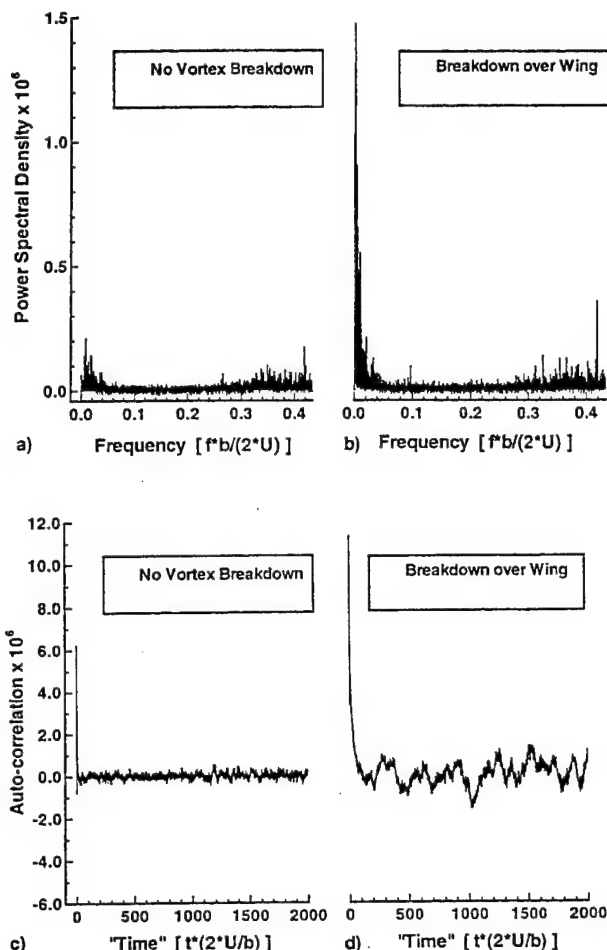 1.5
No Vortex Breakdown
Breakdown over Wing
Power Spectral Density x 10⁶
1.0
0.5
0.0
0.0 0.1 0.2 0.3 0.4
0.0 0.1 0.2 0.3 0.4
a) Frequency [ f*b/(2*U) ]
b) Frequency [ f*b/(2*U) ]
12.0
No Vortex Breakdown
Breakdown over Wing
10.0
8.0
Auto-correlation x 10⁶
6.0
4.0
2.0
0.0
-2.0
-4.0
-6.0
0 500 1000 1500 2000
0 500 1000 1500 2000
c) "Time" [ t*(2*U/b) ]
d) "Time" [ t*(2*U/b) ]